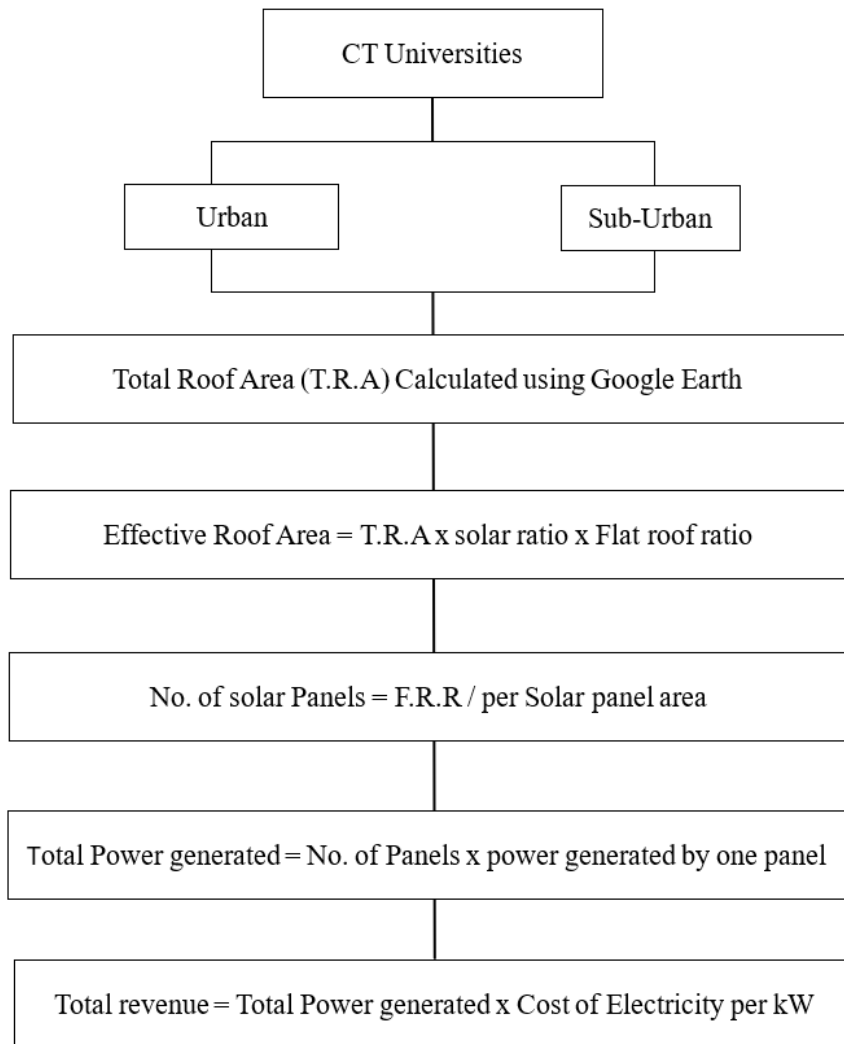 CT Universities
Urban
Sub-Urban
Total Roof Area (T.R.A) Calculated using Google Earth
Effective Roof Area = T.R.A x solar ratio x Flat roof ratio
No. of solar Panels = F.R.R / per Solar panel area
Total Power generated = No. of Panels x power generated by one panel
Total revenue = Total Power generated x Cost of Electricity per kW